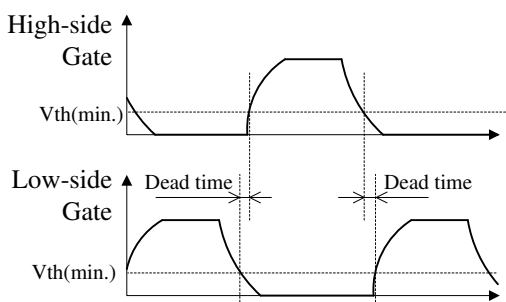 High-side
Gate
Vth(min.)
Low-side
Gate
Dead time
Dead time
Vth(min.)